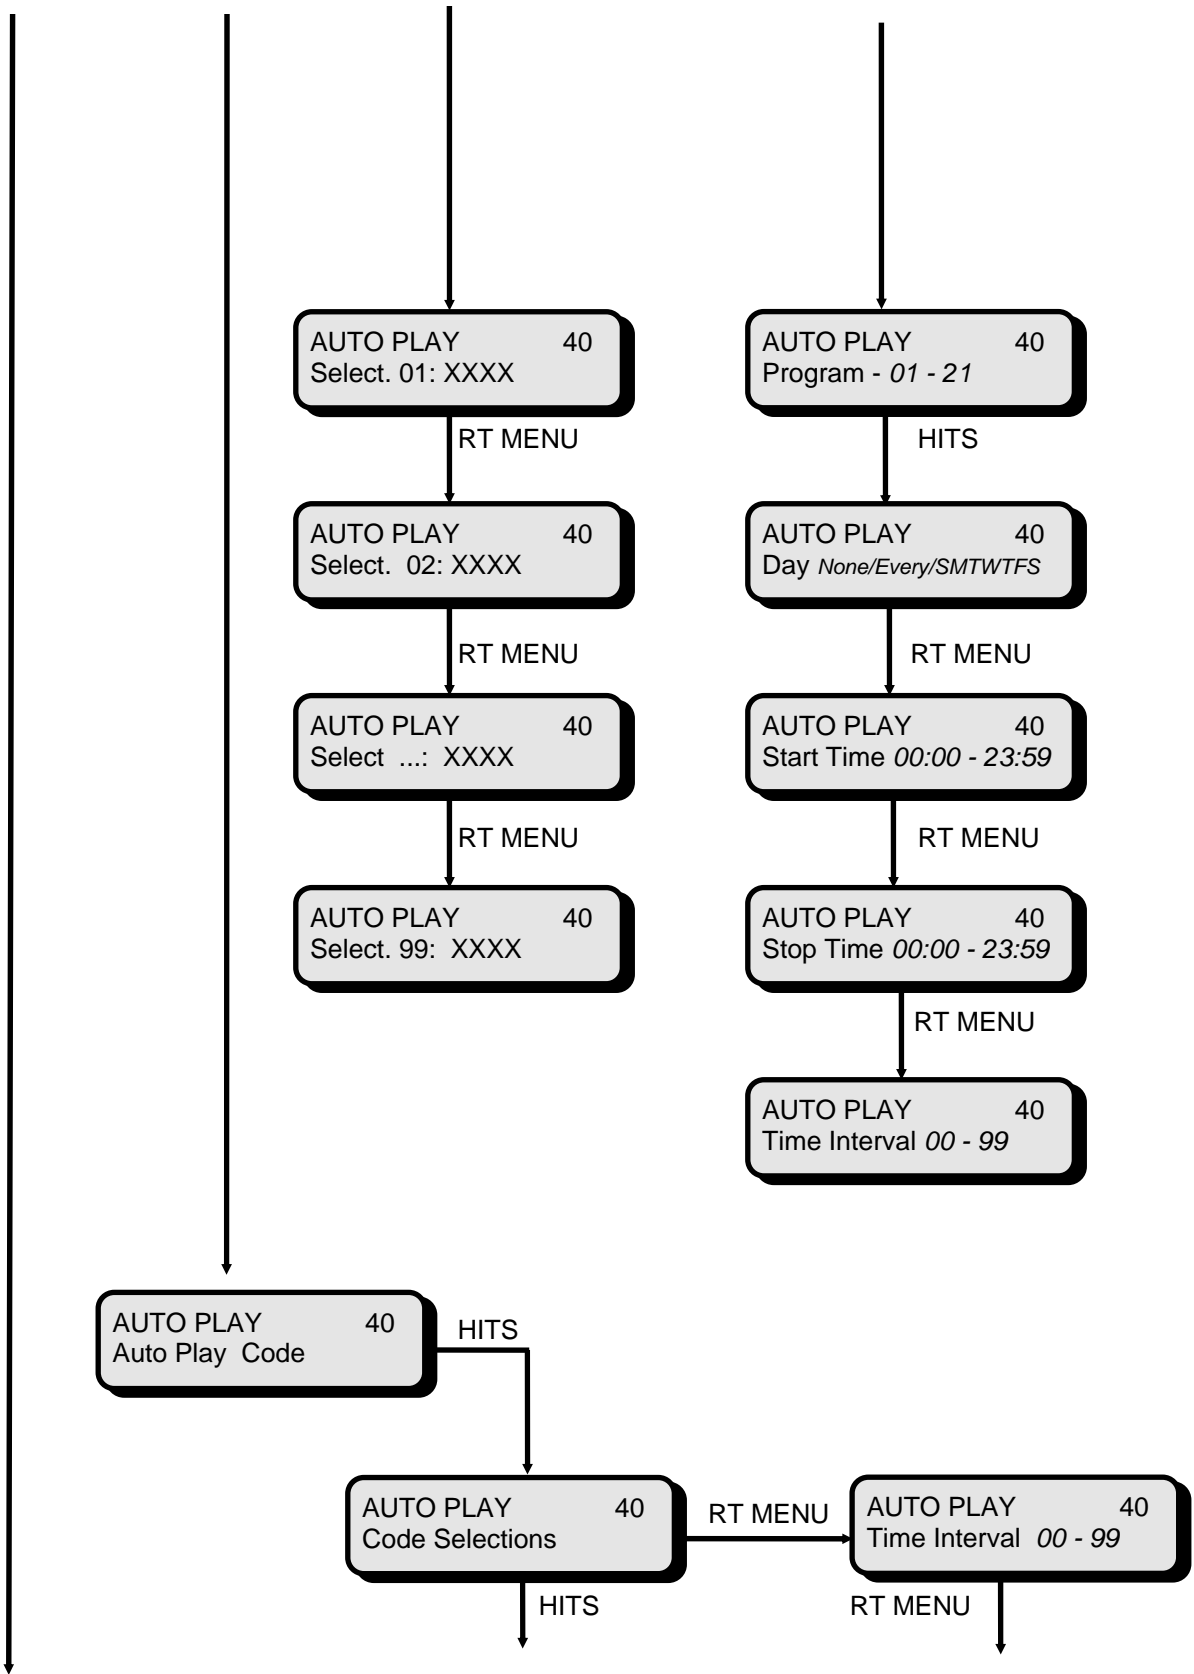 AUTO PLAY 40
Select. 01: XXXX
RT MENU
AUTO PLAY 40
Select. 02: XXXX
RT MENU
AUTO PLAY 40
Select ...: XXXX
RT MENU
AUTO PLAY 40
Select. 99: XXXX
AUTO PLAY 40
Program - 01 - 21
HITS
AUTO PLAY 40
Day None/Every/SMTWTFS
RT MENU
AUTO PLAY 40
Start Time 00:00 - 23:59
RT MENU
AUTO PLAY 40
Stop Time 00:00 - 23:59
RT MENU
AUTO PLAY 40
Time Interval 00 - 99
AUTO PLAY 40
Auto Play Code
HITS
AUTO PLAY 40
Code Selections
RT MENU
AUTO PLAY 40
Time Interval 00 - 99
HITS
RT MENU